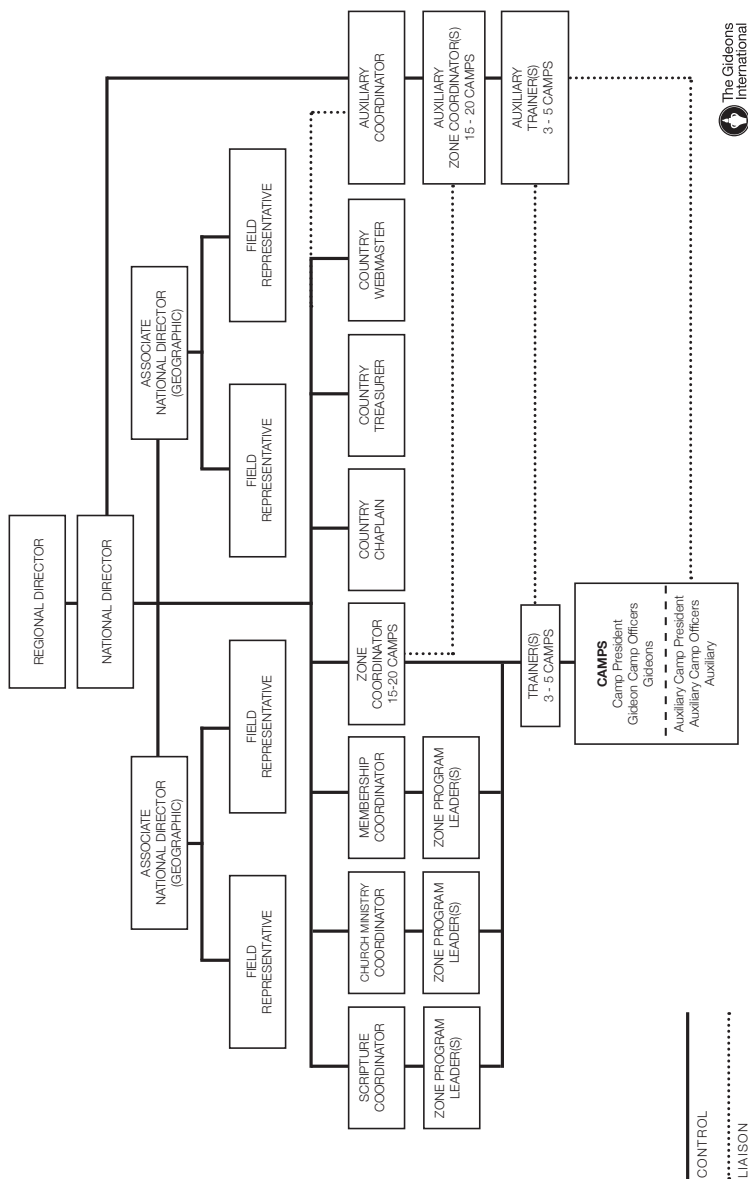 REGIONAL DIRECTOR
NATIONAL DIRECTOR
ASSOCIATE
NATIONAL DIRECTOR
(GEOGRAPHIC)
ASSOCIATE
NATIONAL DIRECTOR
(GEOGRAPHIC)
FIELD
REPRESENTATIVE
FIELD
REPRESENTATIVE
FIELD
REPRESENTATIVE
FIELD
REPRESENTATIVE
SCRIPTURE
COORDINATOR
CHURCH MINISTRY
COORDINATOR
MEMBERSHIP
COORDINATOR
ZONE
COORDINATOR
15-20 CAMPS
COUNTRY
CHAPLAIN
COUNTRY
TREASURER
COUNTRY
WEBMASTER
AUXILIARY
COORDINATOR
ZONE PROGRAM
LEADER(S)
ZONE PROGRAM
LEADER(S)
ZONE PROGRAM
LEADER(S)
AUXILIARY
ZONE COORDINATOR(S)
15 - 20 CAMPS
TRAINER(S)
3 - 5 CAMPS
AUXILIARY
TRAINER(S)
3 - 5 CAMPS
CAMPS
Camp President
Gideon Camp Officers
Gideons
Auxiliary Camp President
Auxiliary Camp Officers
Auxiliary
CONTROL
LIAISON
The Gideons
International